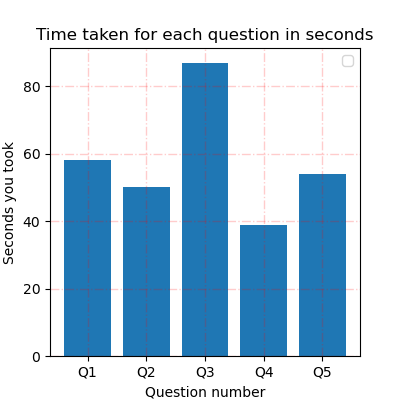 Time taken for each question in seconds
Seconds you took
80
60
40
20
0
Q1 Q2 Q3 Q4 Q5
Question number